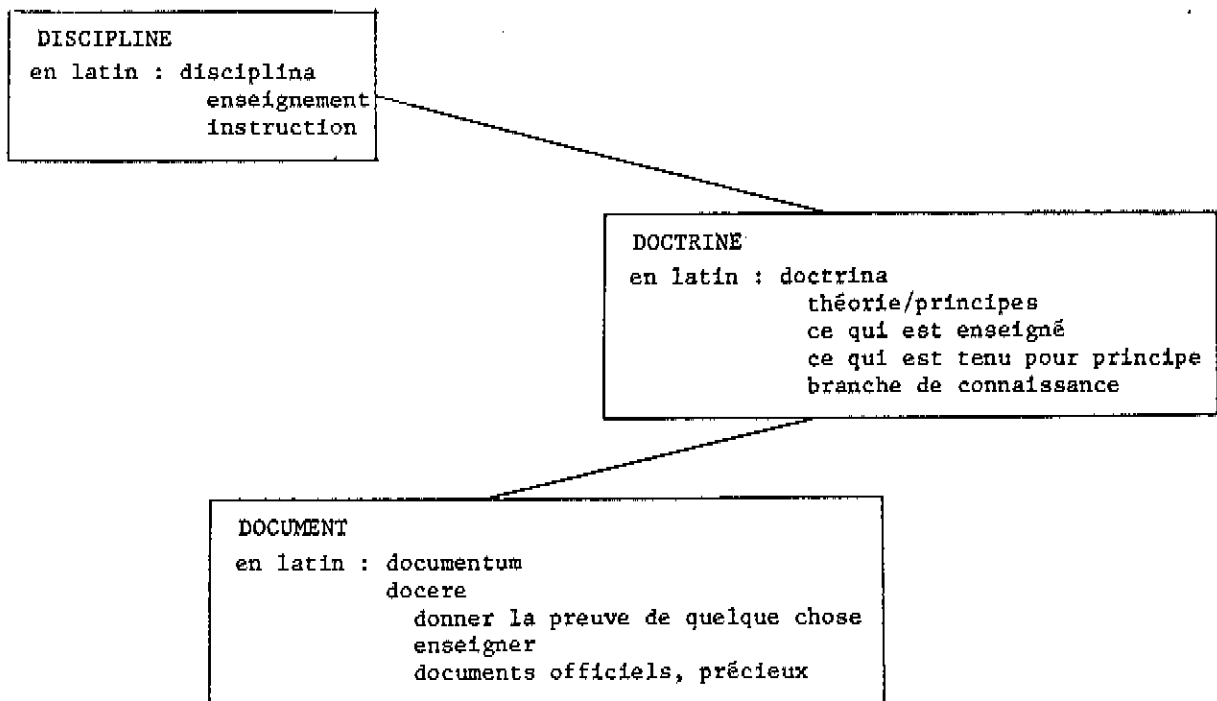 DISCIPLINE
en latin : disciplina
enseignement
instruction
DOCTRINE
en latin : doctrina
théorie/principes
ce qui est enseigné
ce qui est tenu pour principe
branche de connaissance
DOCUMENT
en latin : documentum
docere
donner la preuve de quelque chose
enseigner
documents officiels, précieux